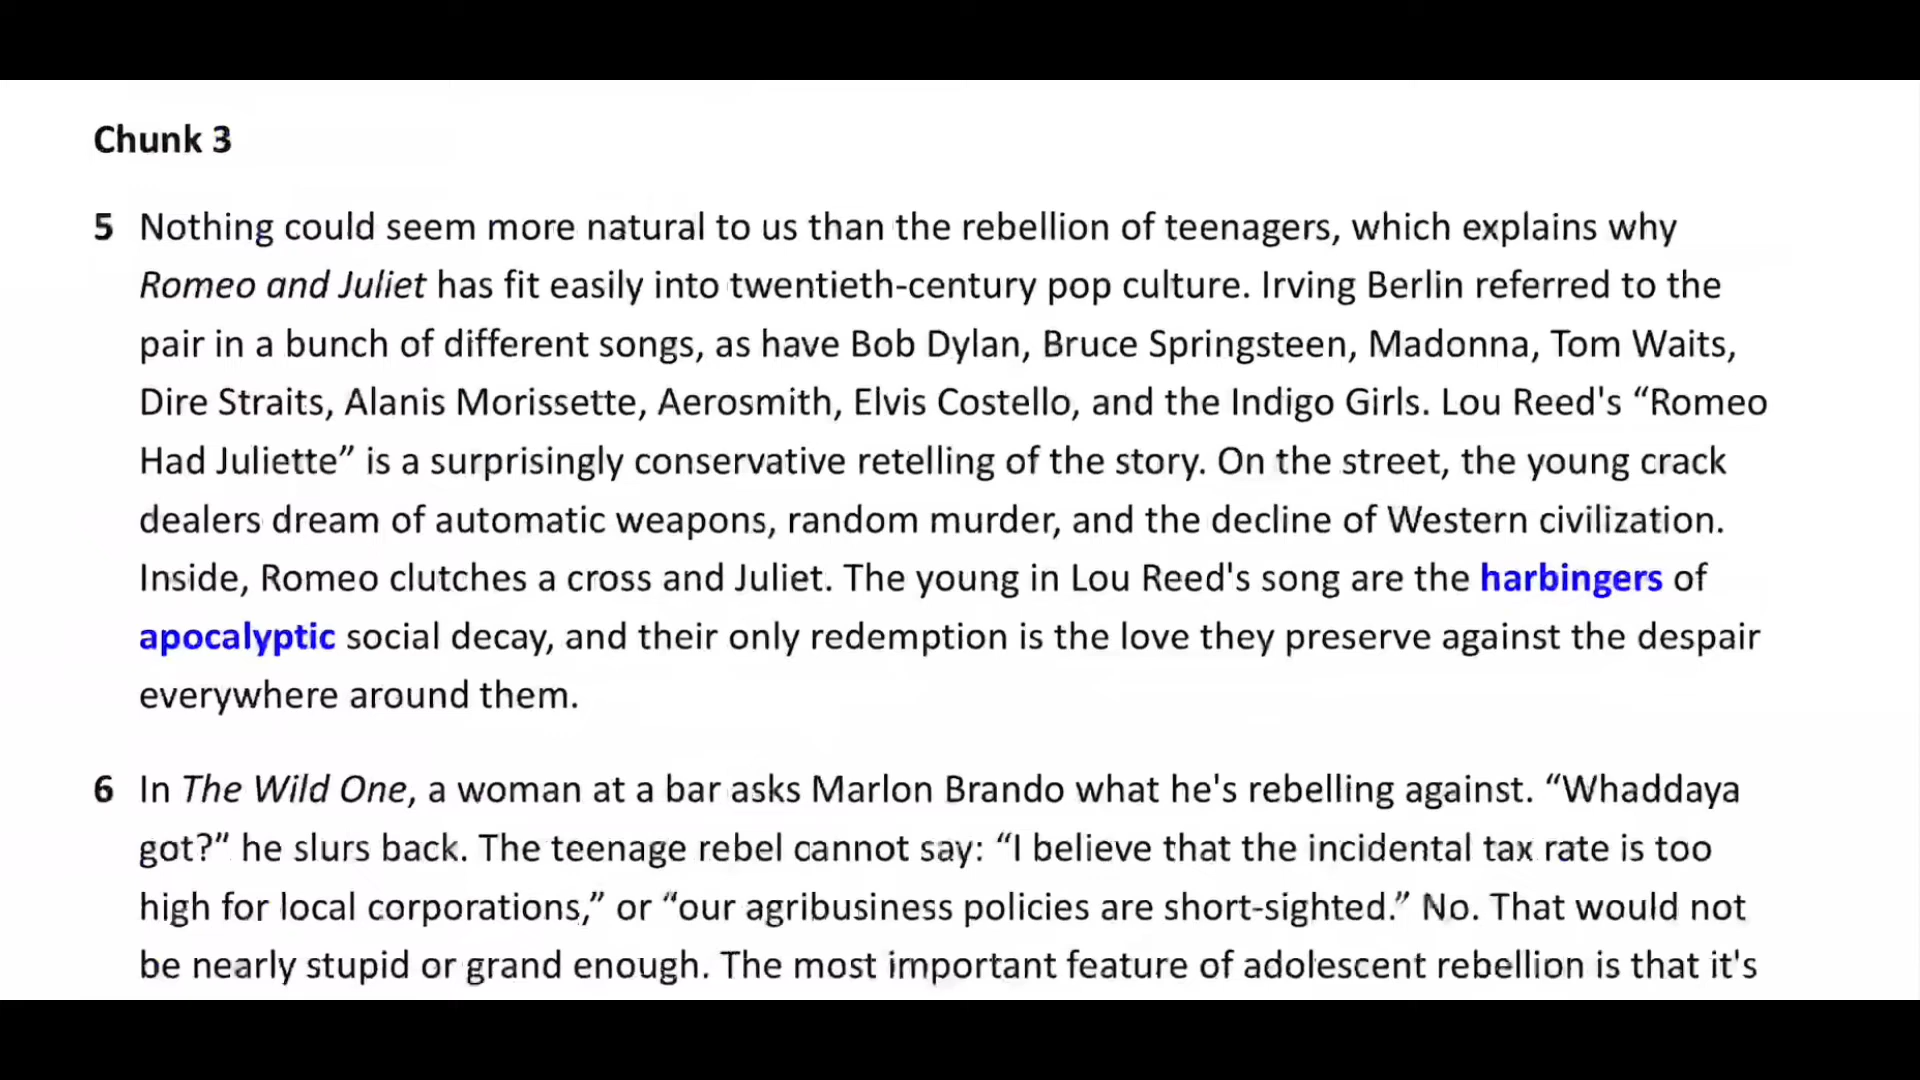 Chunk 3
5 Nothing could seem more natural to us than the rebellion of teenagers, which explains why
Romeo and Juliet has fit easily into twentieth-century pop culture. Irving Berlin referred to the
pair in a bunch of different songs, as have Bob Dylan, Bruce Springsteen, Madonna, Tom Waits,
Dire Straits, Alanis Morissette, Aerosmith, Elvis Costello, and the Indigo Girls. Lou Reed's “Romeo
Had Juliette” is a surprisingly conservative retelling of the story. On the street, the young crack
dealers dream of automatic weapons, random murder, and the decline of Western civilization.
Inside, Romeo clutches a cross and Juliet. The young in Lou Reed's song are the harbingers of
apocalyptic social decay, and their only redemption is the love they preserve against the despair
everywhere around them.
6 In The Wild One, a woman at a bar asks Marlon Brando what he's rebelling against. “Whaddaya
got?” he slurs back. The teenage rebel cannot say: “I believe that the incidental tax rate is too
high for local corporations,” or “our agribusiness policies are short-sighted.” No. That would not
be nearly stupid or grand enough. The most important feature of adolescent rebellion is that it's